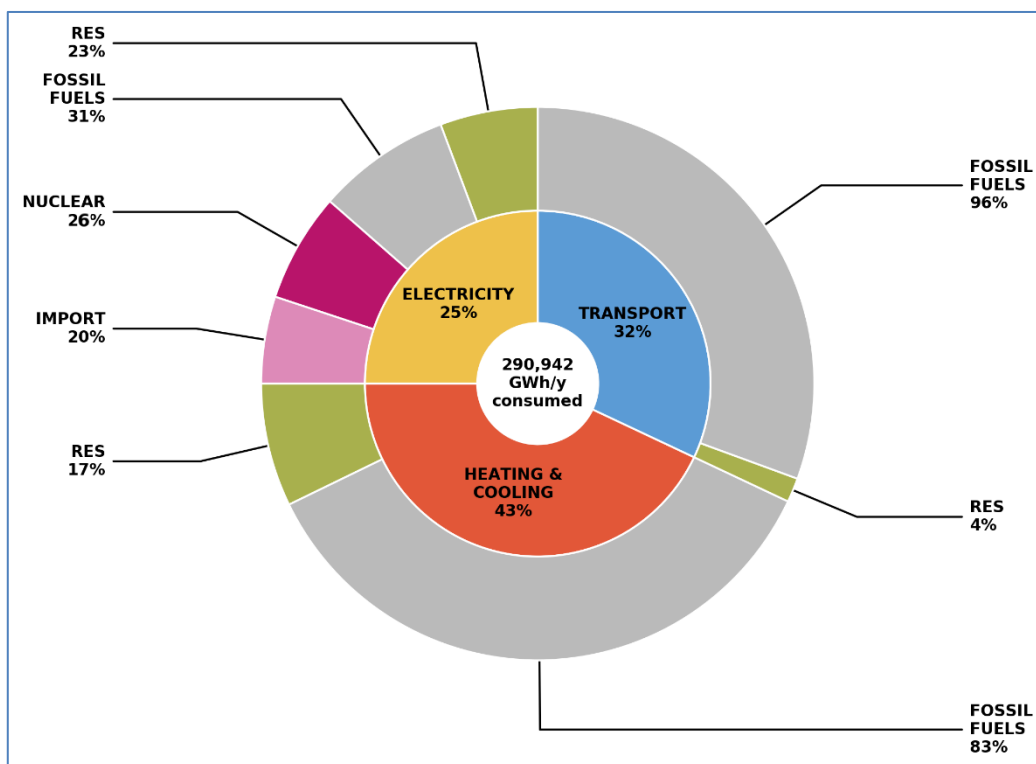 RES
23%
FOSSIL
FUELS
31%
NUCLEAR
26%
IMPORT
20%
RES
17%
ELECTRICITY
25%
TRANSPORT
32%
290,942
GWh/y
consumed
HEATING &
COOLING
43%
FOSSIL
FUELS
96%
RES
4%
FOSSIL
FUELS
83%